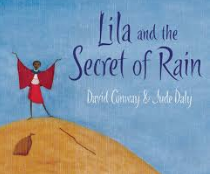 Lila and the
Secret of Rain
David Conway & Jude Daly